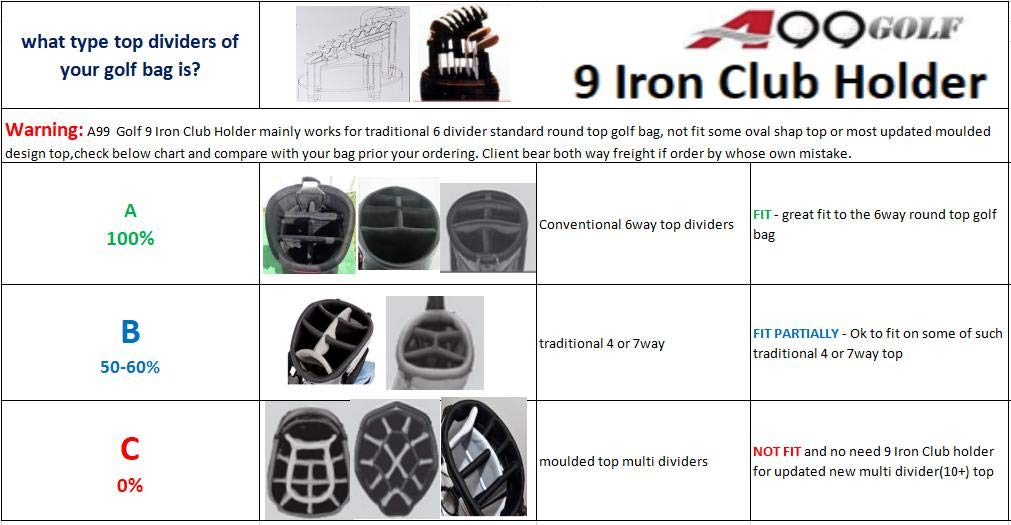 what type top dividers of
your golf bag is?
A99 GOLF
9 Iron Club Holder
Warning: A99 Golf 9 Iron Club Holder mainly works for traditional 6 divider standard round top golf bag, not fit some oval shap top or most updated moulded
design top,check below chart and compare with your bag prior your ordering. Client bear both way freight if order by whose own mistake.
A
100%
Conventional 6way top dividers
FIT - great fit to the 6way round top golf
bag
B
50-60%
traditional 4 or 7way
FIT PARTIALLY - Ok to fit on some of such
traditional 4 or 7way top
C
0%
moulded top multi dividers
NOT FIT and no need 9 Iron Club holder
for updated new multi divider(10+) top